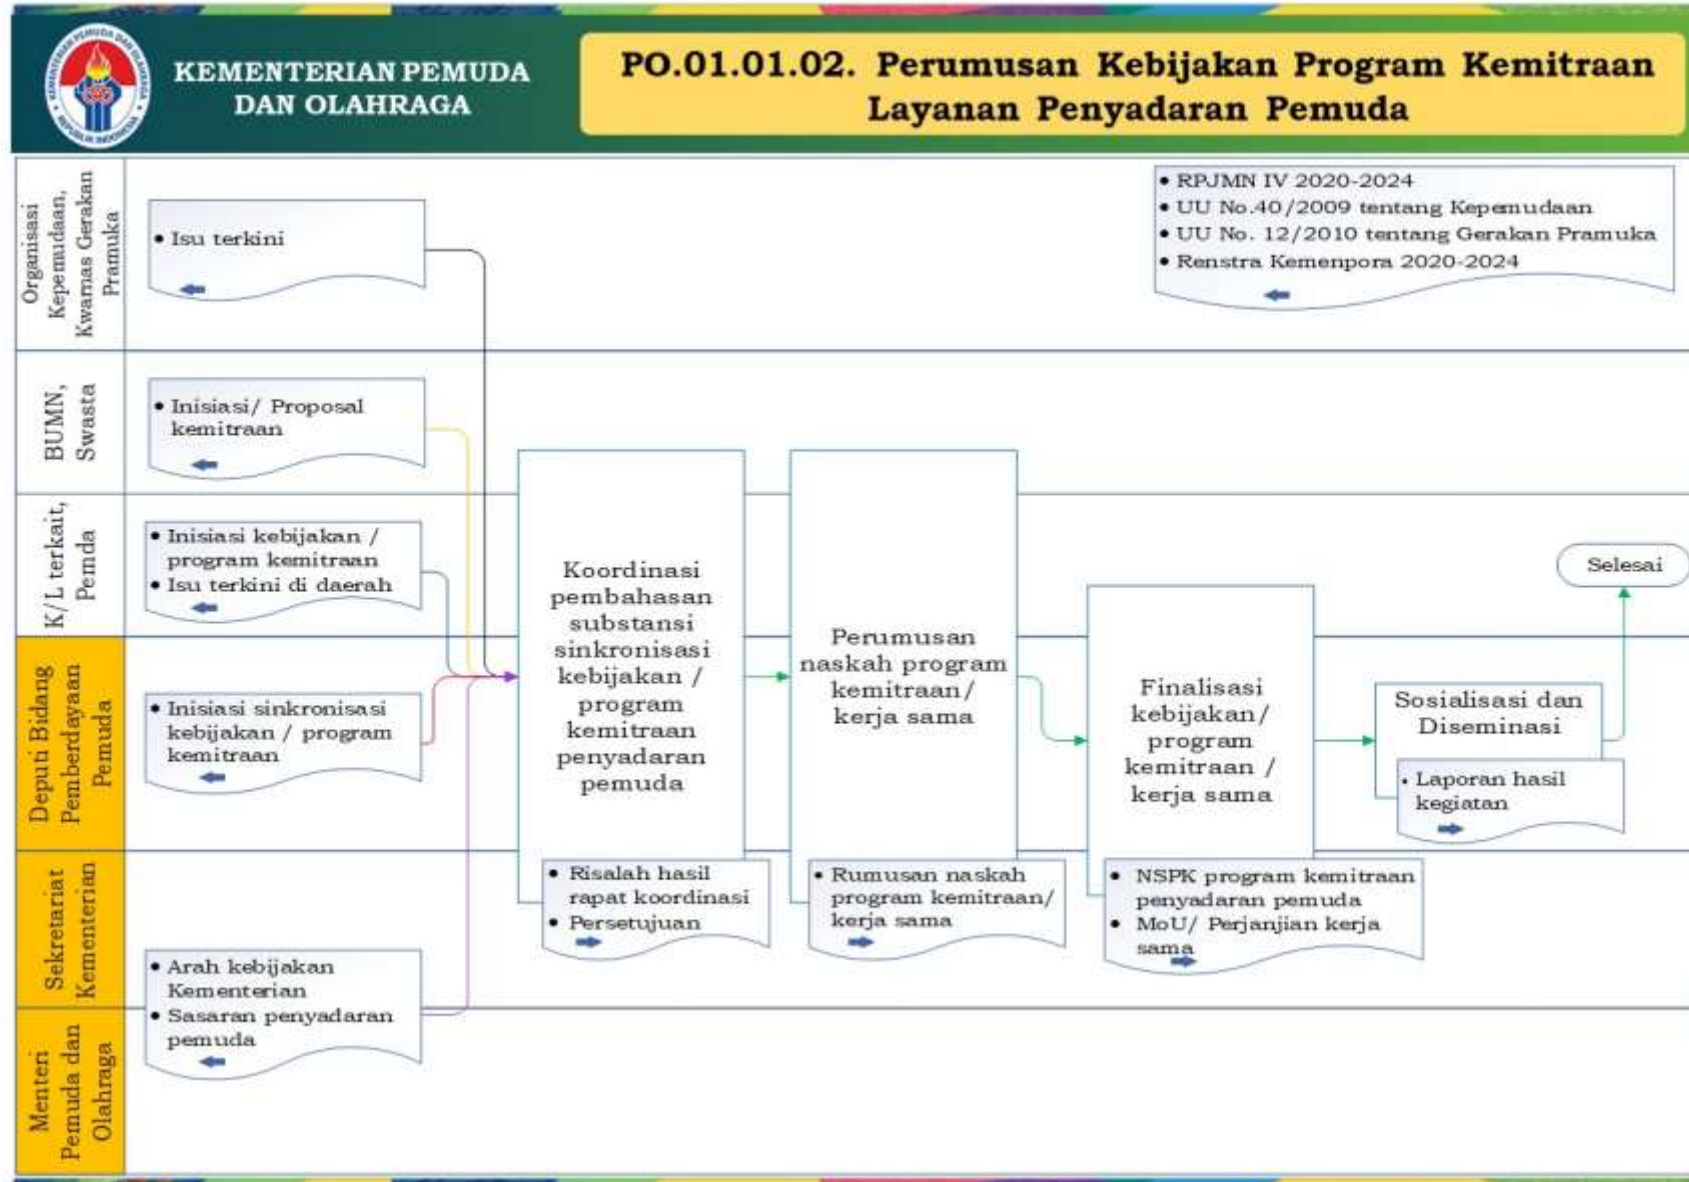 KEMENTERIAN PEMUDA DAN OLAHRAGA
REPUBLIK INDONESIA
KEMENTERIAN PEMUDA
DAN OLAHRAGA
PO.01.01.02. Perumusan Kebijakan Program Kemitraan
Layanan Penyadaran Pemuda
Organisasi
Kepemudaan,
Kwarnas Gerakan
Pramuka
• Isu terkini
• RPJMN IV 2020-2024
• UU No.40/2009 tentang Kepemudaan
• UU No. 12/2010 tentang Gerakan Pramuka
• Renstra Kemenpora 2020-2024
BUMN,
Swasta
• Inisiasi/ Proposal
kemitraan
K/L terkait,
Pemda
• Inisiasi kebijakan /
program kemitraan
• Isu terkini di daerah
Deputi Bidang
Pemberdayaan
Pemuda
• Inisiasi sinkronisasi
kebijakan / program
kemitraan
Sekretariat
Kementerian
Menteri
Pemuda dan
Olahraga
• Arah kebijakan
Kementerian
• Sasaran penyadaran
pemuda
Koordinasi
pembahasan
substansi
sinkronisasi
kebijakan /
program
kemitraan
penyadaran
pemuda
• Risalah hasil
rapat koordinasi
• Persetujuan
Perumusan
naskah program
kemitraan/
kerja sama
• Rumusan naskah
program kemitraan/
kerja sama
Finalisasi
kebijakan/
program
kemitraan /
kerja sama
• NSPK program kemitraan
penyadaran pemuda
• MoU/ Perjanjian kerja
sama
Sosialisasi dan
Diseminasi
• Laporan hasil
kegiatan
Selesai